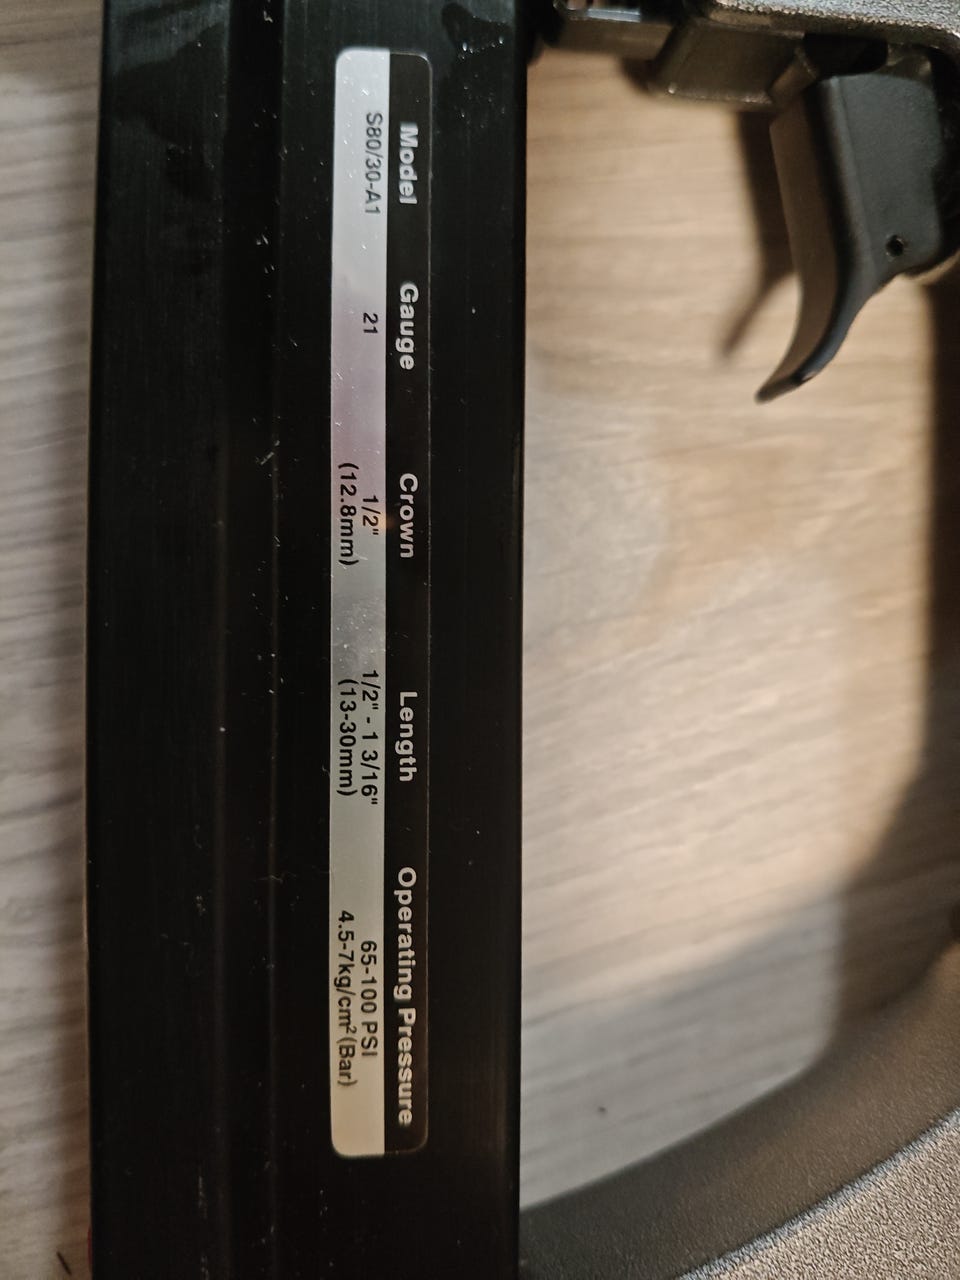 Model Gauge Crown Length Operating Pressure
S80/30-A1 21 1/2" 1/2" - 1 3/16" 65-100 PSI
(12.8mm) (13-30mm) 4.5-7kg/cm²(Bar)